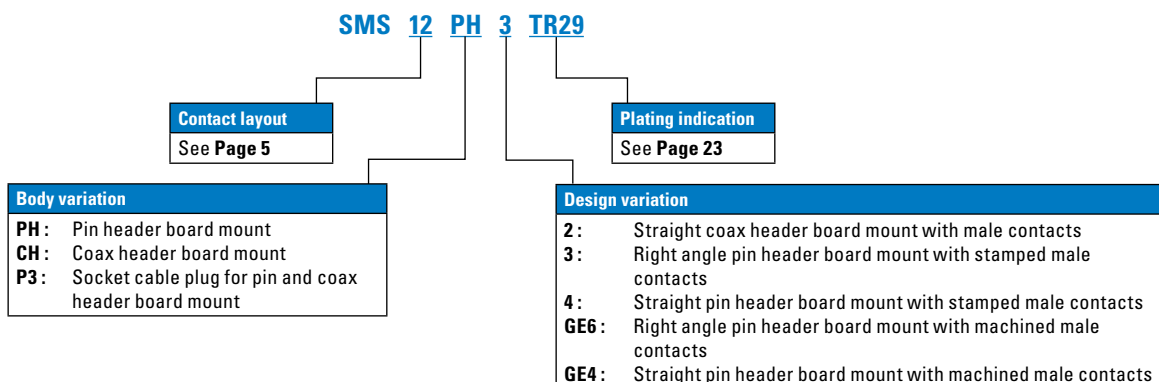 SMS 12 PH 3 TR29
Contact layout
See Page 5
Plating indication
See Page 23
Body variation
PH : Pin header board mount
CH : Coax header board mount
P3 : Socket cable plug for pin and coax
header board mount
Design variation
2 : Straight coax header board mount with male contacts
3 : Right angle pin header board mount with stamped male
contacts
4 : Straight pin header board mount with stamped male contacts
GE6 : Right angle pin header board mount with machined male
contacts
GE4 : Straight pin header board mount with machined male contacts